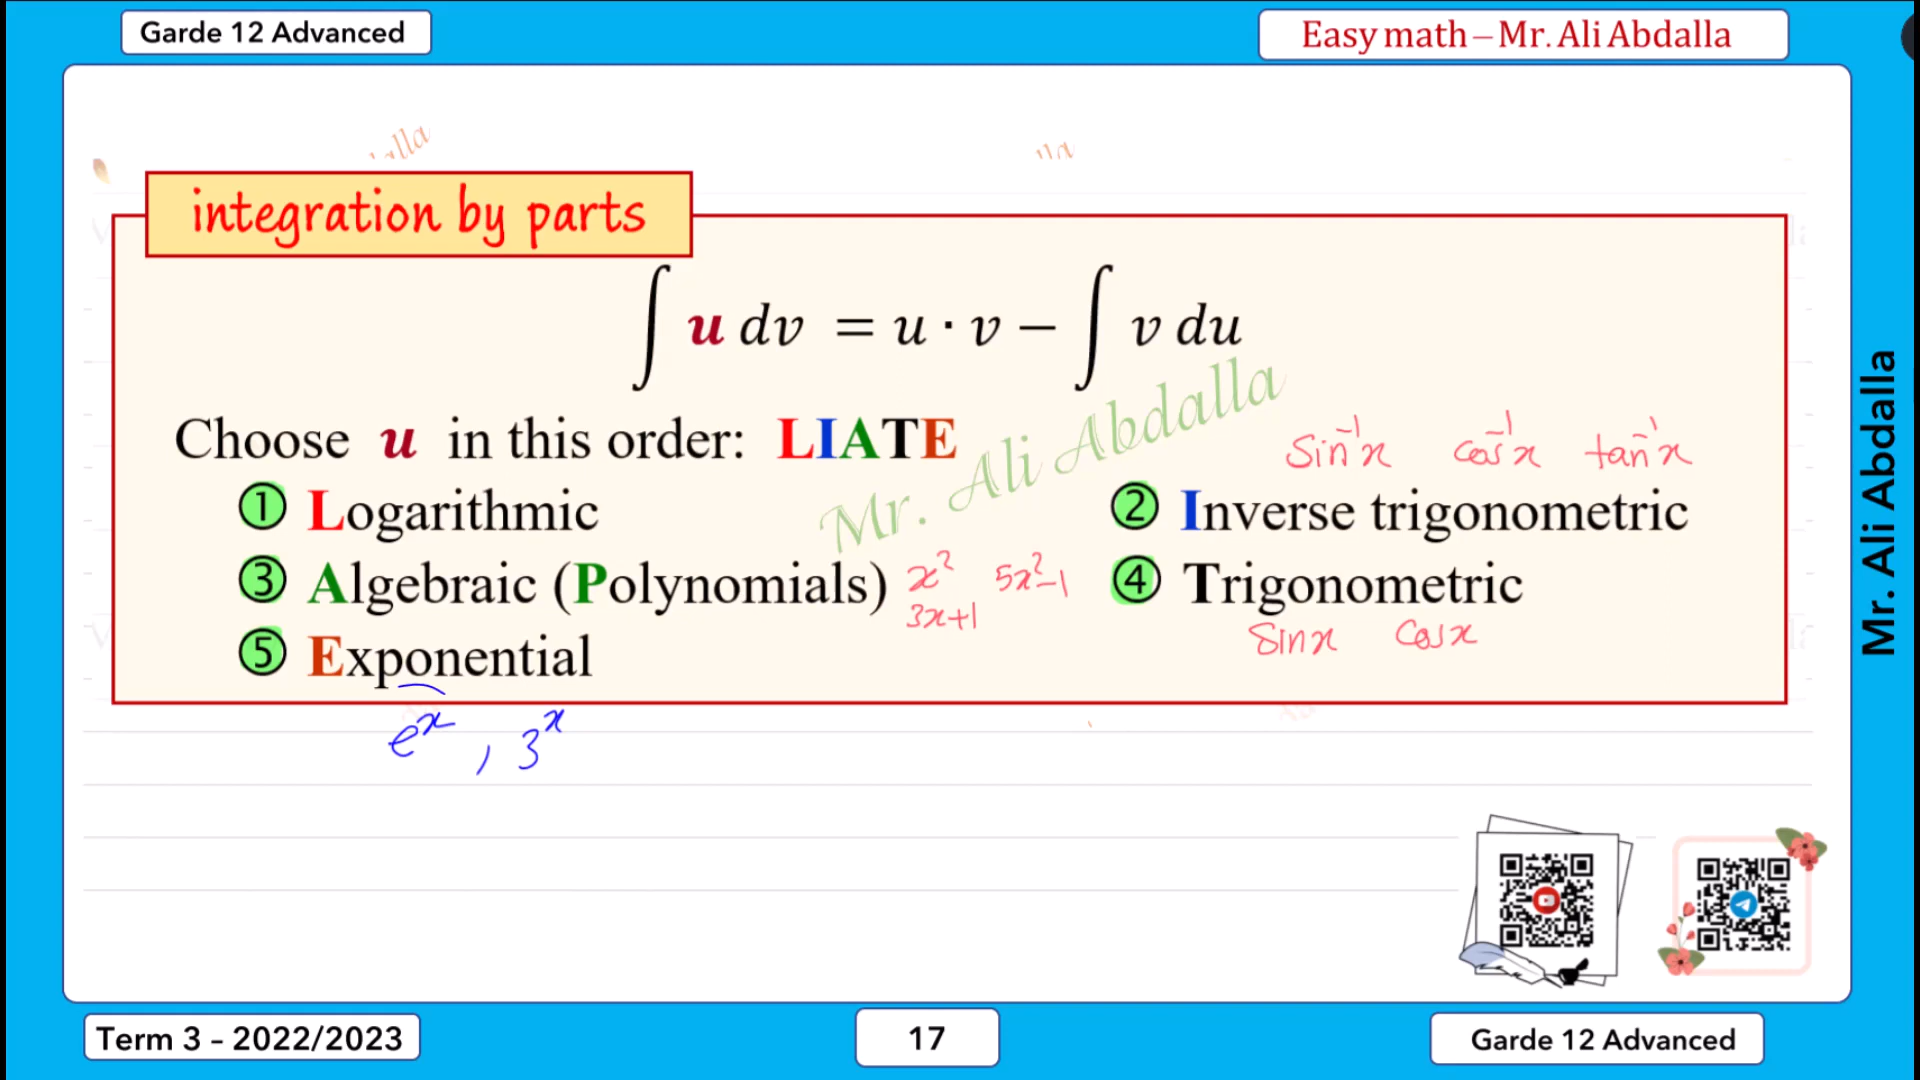 Garde 12 Advanced
Easy math – Mr. Ali Abdalla
integration by parts
∫ u dv = u · v − ∫ v du
Choose u in this order: LIATE
sin⁻¹x cos⁻¹x tan⁻¹x
① Logarithmic
② Inverse trigonometric
③ Algebraic (Polynomials) x² 5x²−1
3x+1
④ Trigonometric
Sinx Cosx
⑤ Exponential
eˣ , 3ˣ
Mr. Ali Abdalla
Mr. Ali Abdalla
Term 3 – 2022/2023
17
Garde 12 Advanced